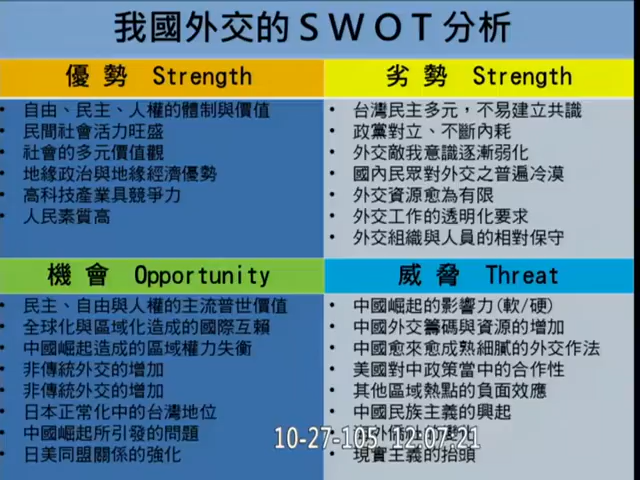 我國外交的SWOT分析
優勢 Strength
• 自由、民主、人權的體制與價值
• 民間社會活力旺盛
• 社會的多元價值觀
• 地緣政治與地緣經濟優勢
• 高科技產業具競爭力
• 人民素質高
劣勢 Strength
• 台灣民主多元，不易建立共識
• 政黨對立、不斷內耗
• 外交敵我意識逐漸弱化
• 國內民眾對外交之普遍冷漠
• 外交資源愈為有限
• 外交工作的透明化要求
• 外交組織與人員的相對保守
機會 Opportunity
• 民主、自由與人權的主流普世價值
• 全球化與區域化造成的國際互賴
• 中國崛起造成的區域權力失衡
• 非傳統外交的增加
• 非傳統外交的增加
• 日本正常化中的台灣地位
• 中國崛起所引發的問題
• 日美同盟關係的強化
威脅 Threat
• 中國崛起的影響力(軟/硬)
• 中國外交籌碼與資源的增加
• 中國愈來愈成熟細膩的外交作法
• 美國對中政策當中的合作性
• 其他區域熱點的負面效應
• 中國民族主義的興起
• 現實主義的抬頭
10-27-105 12:07:21